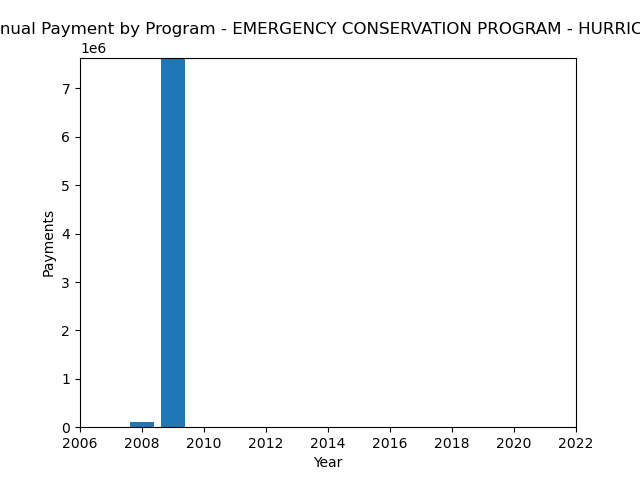 nual Payment by Program - EMERGENCY CONSERVATION PROGRAM - HURRIC
1e6
7
6
5
4
3
2
1
0
Payments
2006 2008 2010 2012 2014 2016 2018 2020 2022
Year